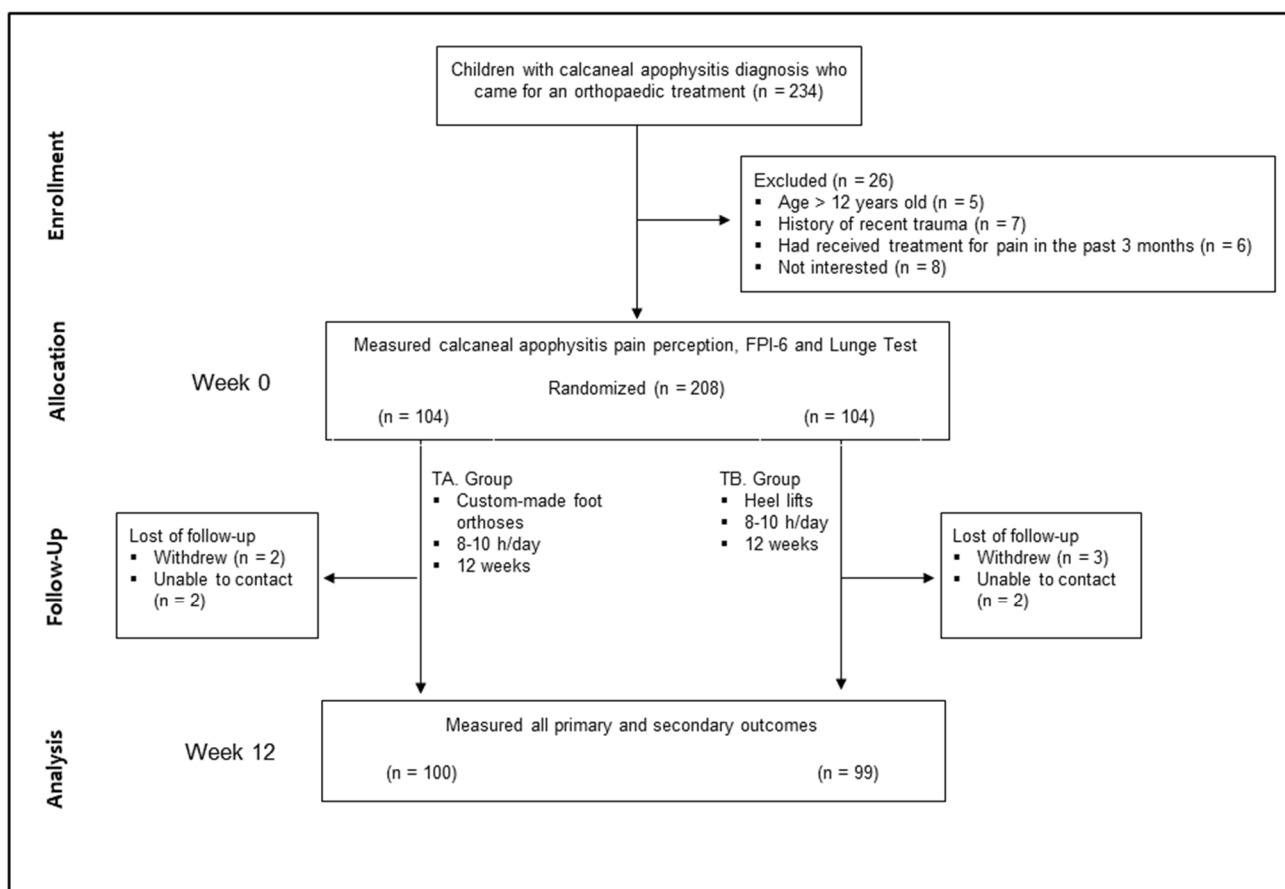 Children with calcaneal apophysitis diagnosis who
came for an orthopaedic treatment (n = 234)
Enrollment
Excluded (n = 26)
▪ Age > 12 years old (n = 5)
▪ History of recent trauma (n = 7)
▪ Had received treatment for pain in the past 3 months (n = 6)
▪ Not interested (n = 8)
Allocation
Week 0
Measured calcaneal apophysitis pain perception, FPI-6 and Lunge Test
Randomized (n = 208)
(n = 104)
(n = 104)
Follow-Up
TA. Group
▪ Custom-made foot
orthoses
▪ 8-10 h/day
▪ 12 weeks
TB. Group
▪ Heel lifts
▪ 8-10 h/day
▪ 12 weeks
Lost of follow-up
▪ Withdrew (n = 2)
▪ Unable to contact
(n = 2)
Lost of follow-up
▪ Withdrew (n = 3)
▪ Unable to contact
(n = 2)
Analysis
Week 12
Measured all primary and secondary outcomes
(n = 100)
(n = 99)